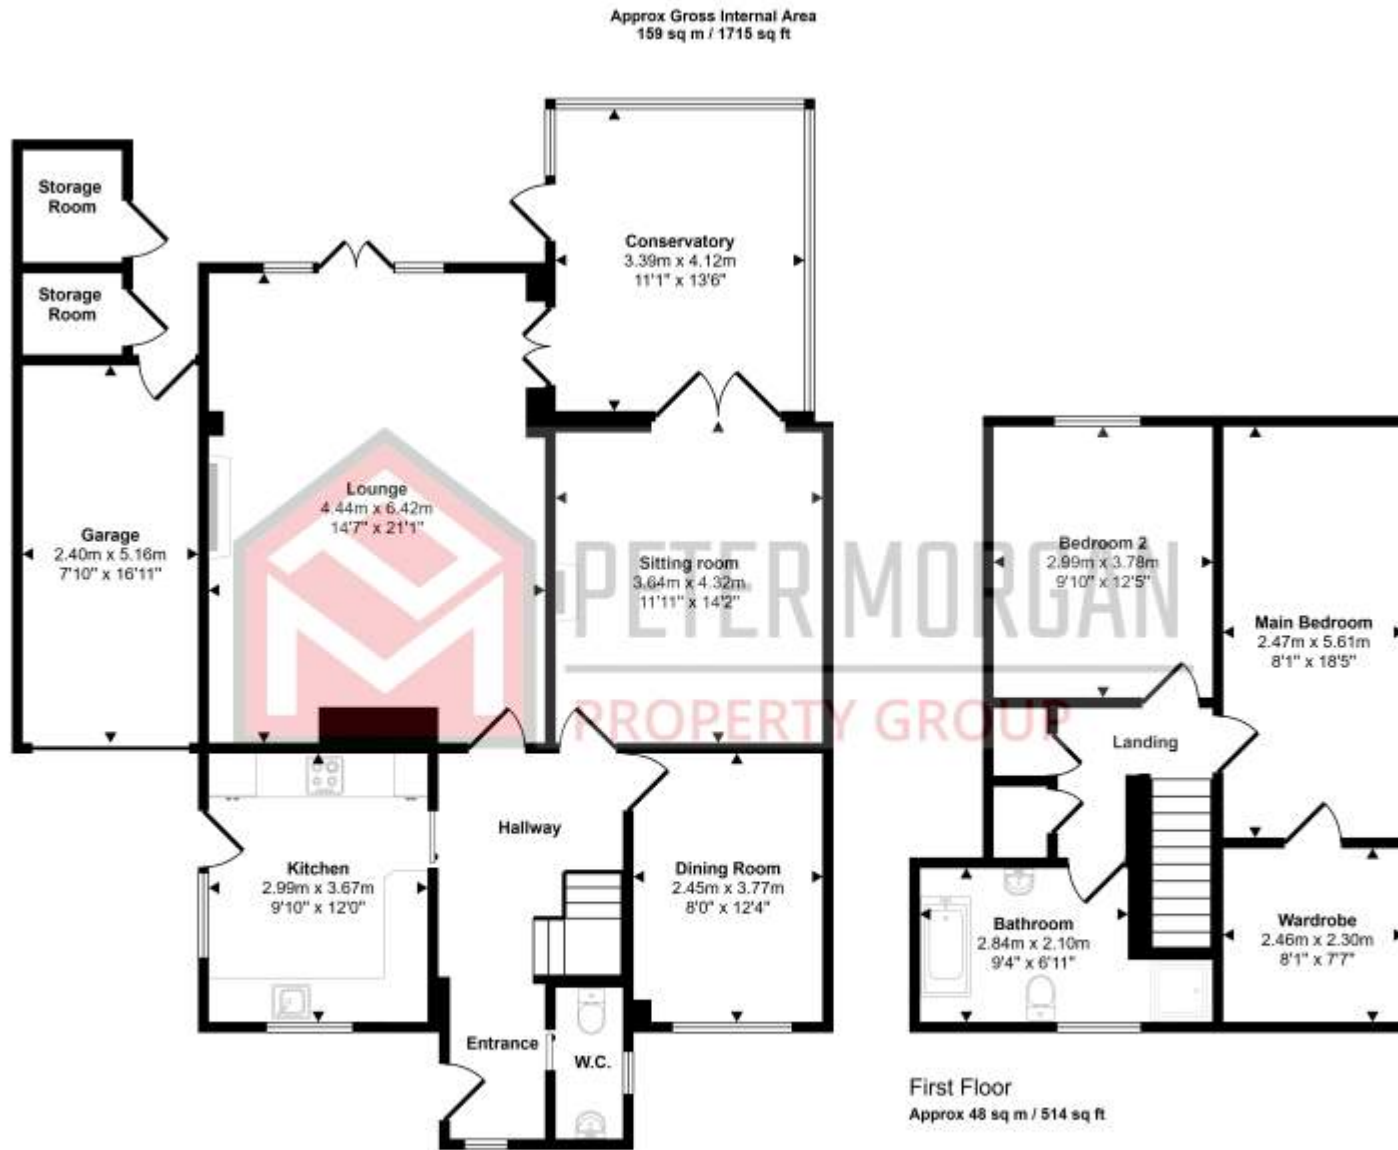 Approx Gross Internal Area
159 sq m / 1715 sq ft
Storage
Room
Storage
Room
Conservatory
3.39m x 4.12m
11'1" x 13'6"
Garage
2.40m x 5.16m
7'10" x 16'11"
Lounge
4.44m x 6.42m
14'7" x 21'1"
Sitting room
3.64m x 4.32m
11'11" x 14'2"
Bedroom 2
2.99m x 3.78m
9'10" x 12'5"
Main Bedroom
2.47m x 5.61m
8'1" x 18'5"
PETER MORGAN
PROPERTY GROUP
Landing
Hallway
Kitchen
2.99m x 3.67m
9'10" x 12'0"
Dining Room
2.45m x 3.77m
8'0" x 12'4"
Bathroom
2.84m x 2.10m
9'4" x 6'11"
Wardrobe
2.46m x 2.30m
8'1" x 7'7"
Entrance
W.C.
First Floor
Approx 48 sq m / 514 sq ft